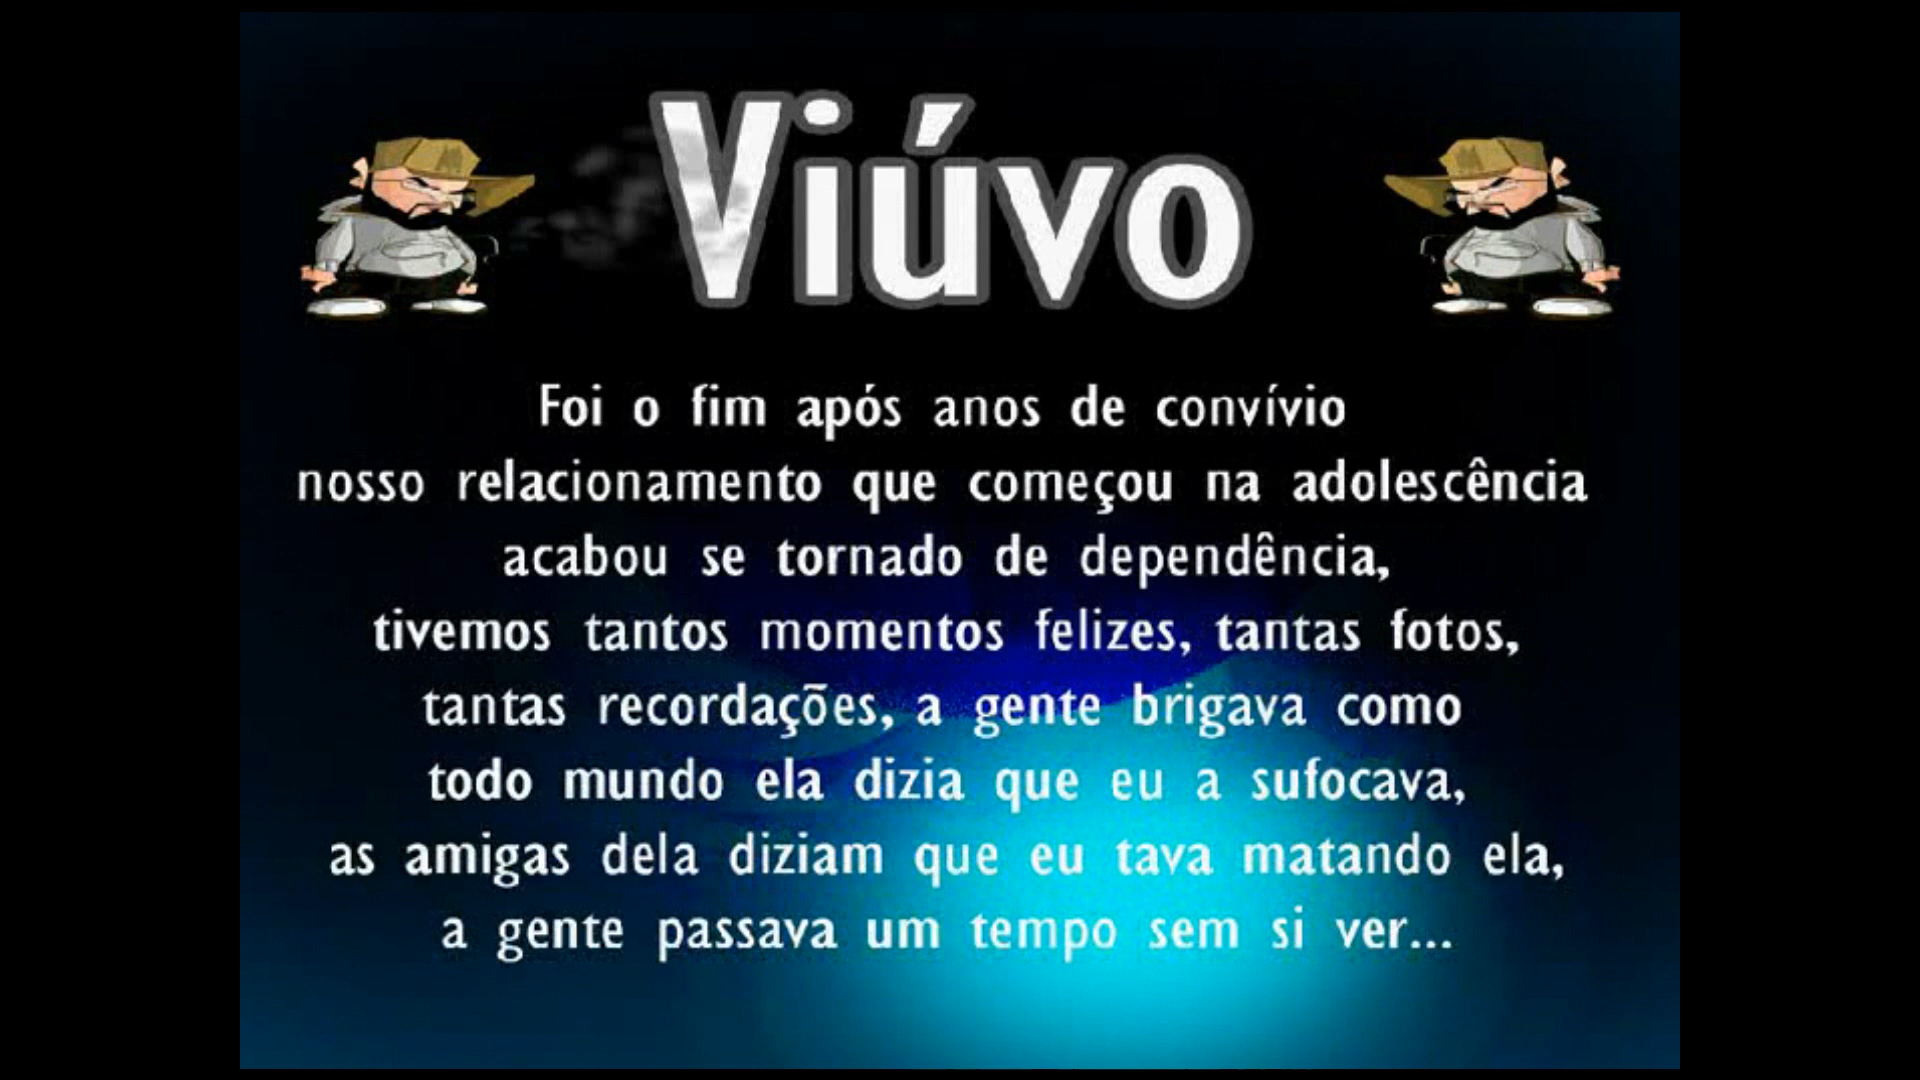 Viúvo
Foi o fim após anos de convívio
nosso relacionamento que começou na adolescência
acabou se tornado de dependência,
tivemos tantos momentos felizes, tantas fotos,
tantas recordações, a gente brigava como
todo mundo ela dizia que eu a sufocava,
as amigas dela diziam que eu tava matando ela,
a gente passava um tempo sem si ver...